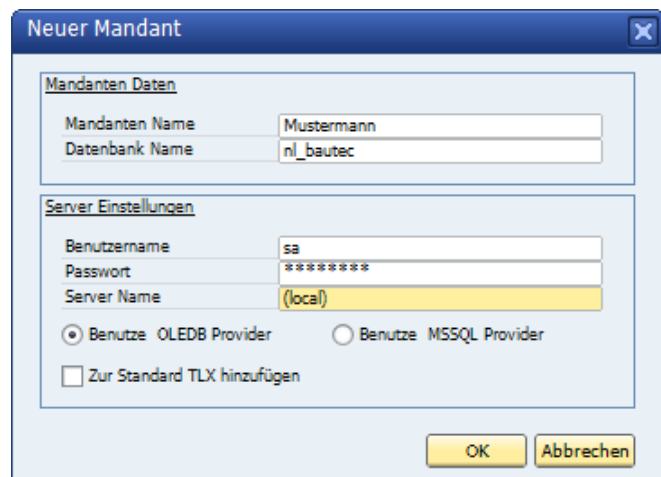 Neuer Mandant
Mandanten Daten
Mandanten Name Mustermann
Datenbank Name nl_bautec
Server Einstellungen
Benutzername sa
Passwort ********
Server Name (local)
Benutze OLEDB Provider Benutze MSSQL Provider
Zur Standard TLX hinzufügen
OK Abbrechen